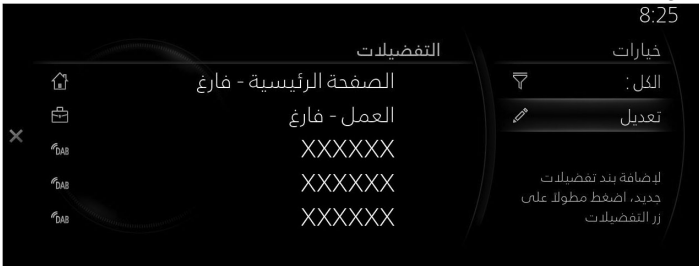 8:25
خيارات
الكل:
تعديل
لإضافة بند تفضيلات
جديد، اضغط مطولاً على
زر التفضيلات
التفضيلات
الصفحة الرئيسية - فارغ
العمل - فارغ
XXXXXX DAB
XXXXXX DAB
XXXXXX DAB